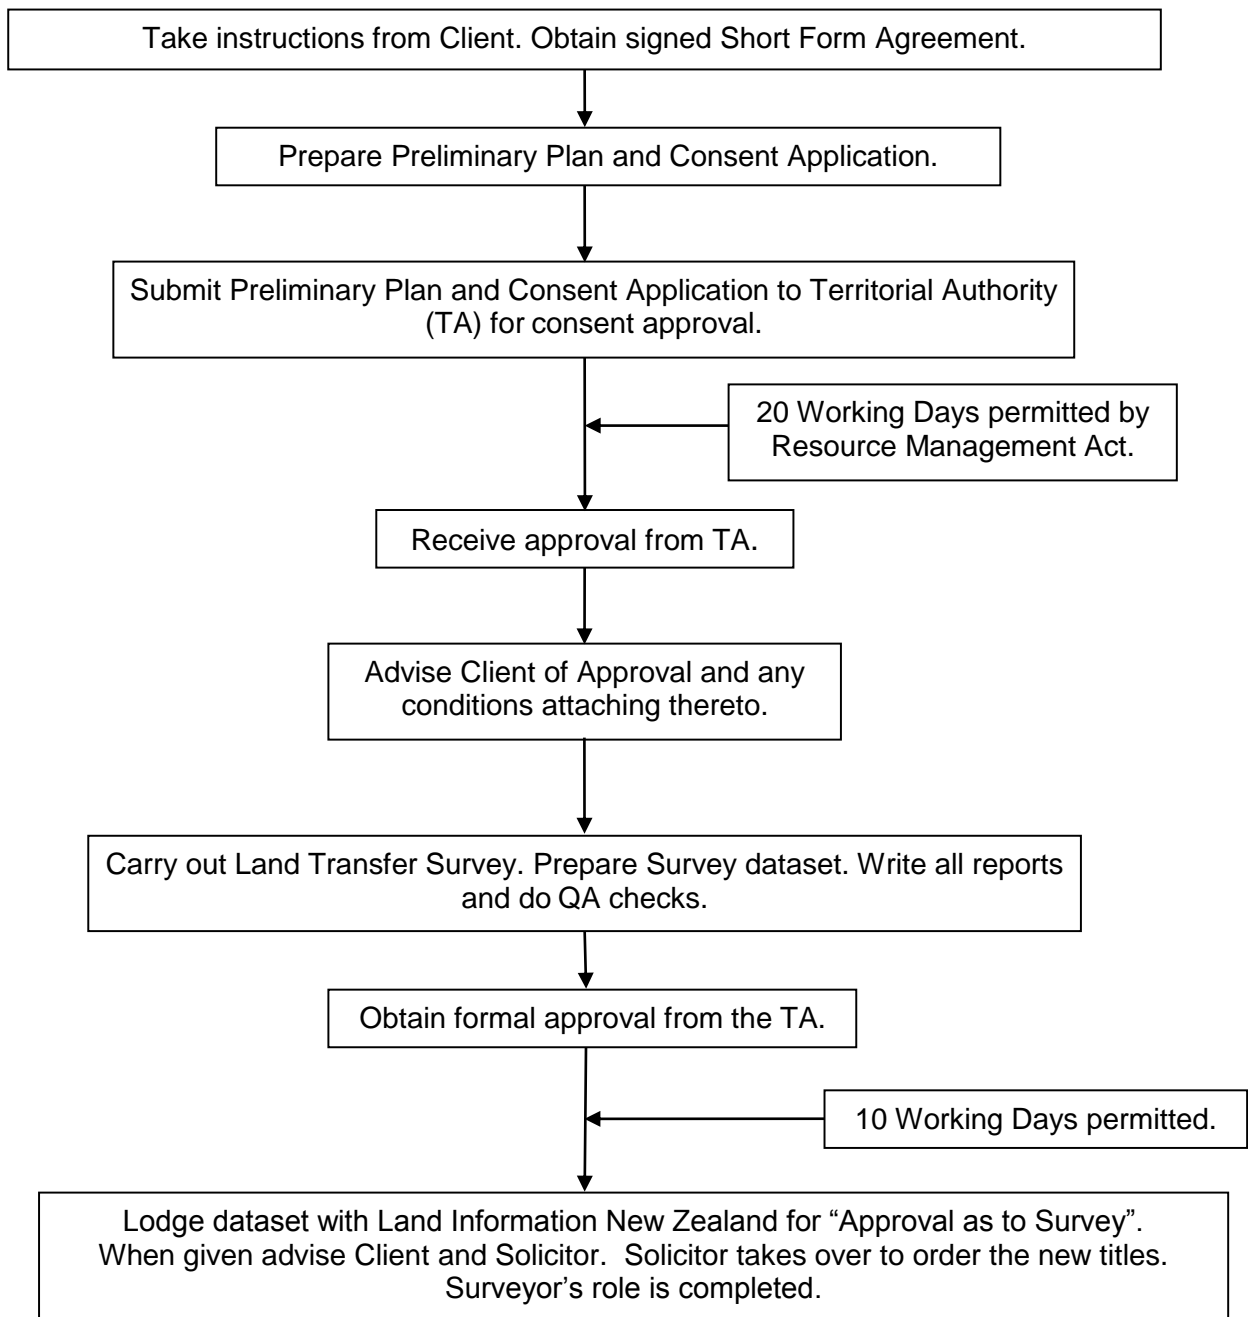 Take instructions from Client. Obtain signed Short Form Agreement.
Prepare Preliminary Plan and Consent Application.
Submit Preliminary Plan and Consent Application to Territorial Authority
(TA) for consent approval.
20 Working Days permitted by
Resource Management Act.
Receive approval from TA.
Advise Client of Approval and any
conditions attaching thereto.
Carry out Land Transfer Survey. Prepare Survey dataset. Write all reports
and do QA checks.
Obtain formal approval from the TA.
10 Working Days permitted.
Lodge dataset with Land Information New Zealand for “Approval as to Survey”.
When given advise Client and Solicitor.  Solicitor takes over to order the new titles.
Surveyor’s role is completed.